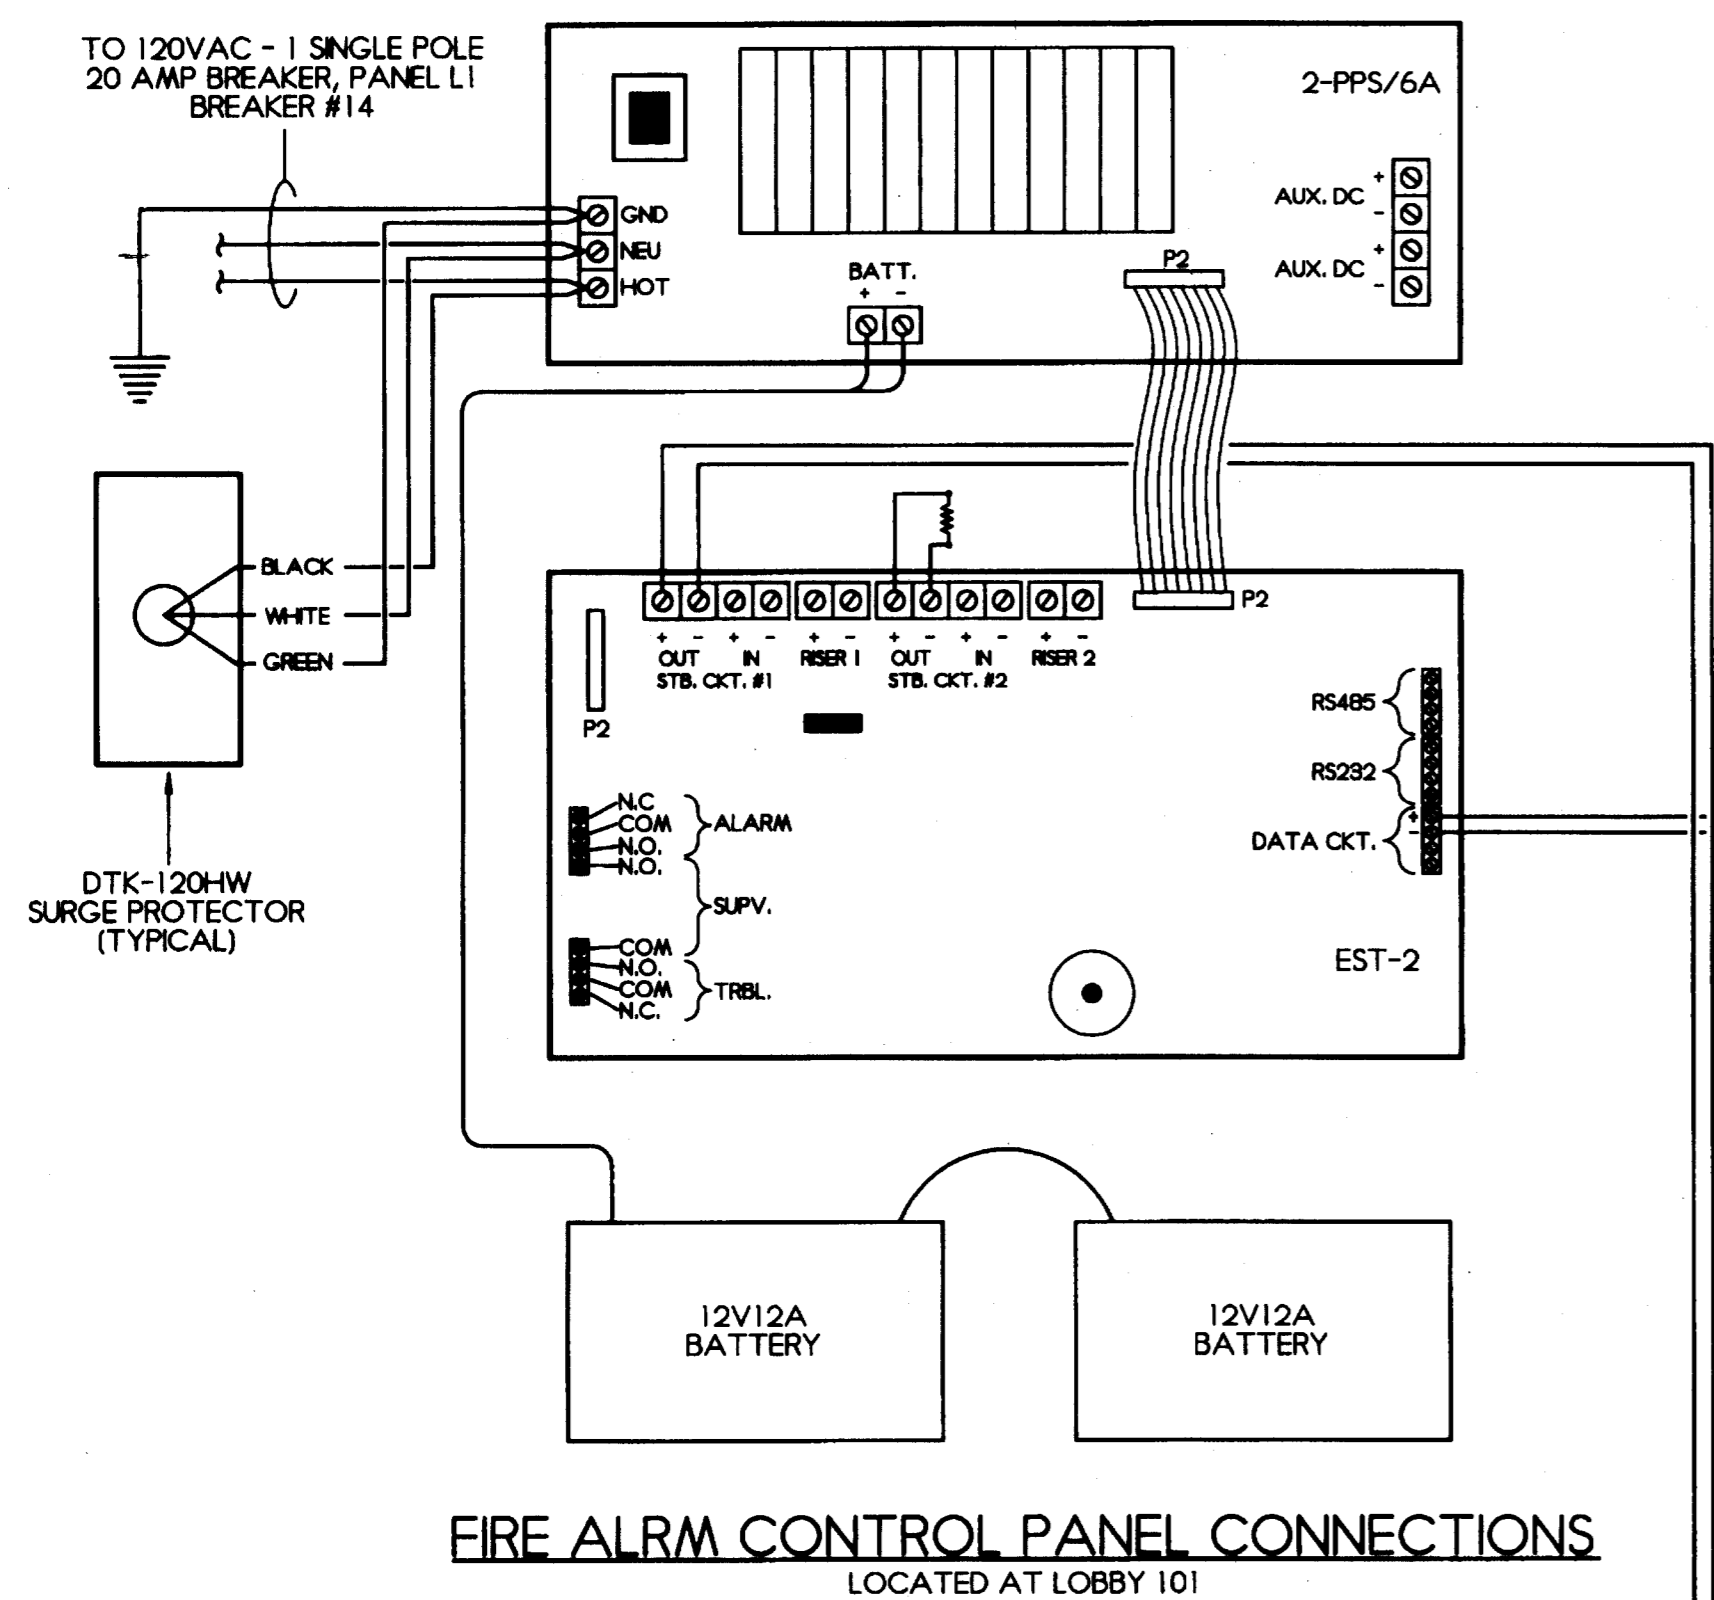 TO 120VAC - 1 SINGLE POLE
20 AMP BREAKER, PANEL L1
BREAKER #14
2-PPS/6A
+
AUX. DC
-
+
AUX. DC
-
GND
NEU
HOT
BATT.
+ -
P2
BLACK
WHITE
GREEN
DTK-120HW
SURGE PROTECTOR
(TYPICAL)
P2
+ - + - + - + - + - + -
OUT IN RISER 1 OUT IN RISER 2
STB. CKT. #1 STB. CKT. #2
P2
RS485
RS232
+
-
DATA CKT.
N.C
COM
N.O.
ALARM
N.O.
SUPV.
COM
N.O.
COM
N.C.
TRBL.
EST-2
12V12A
BATTERY
12V12A
BATTERY
FIRE ALRM CONTROL PANEL CONNECTIONS
LOCATED AT LOBBY 101